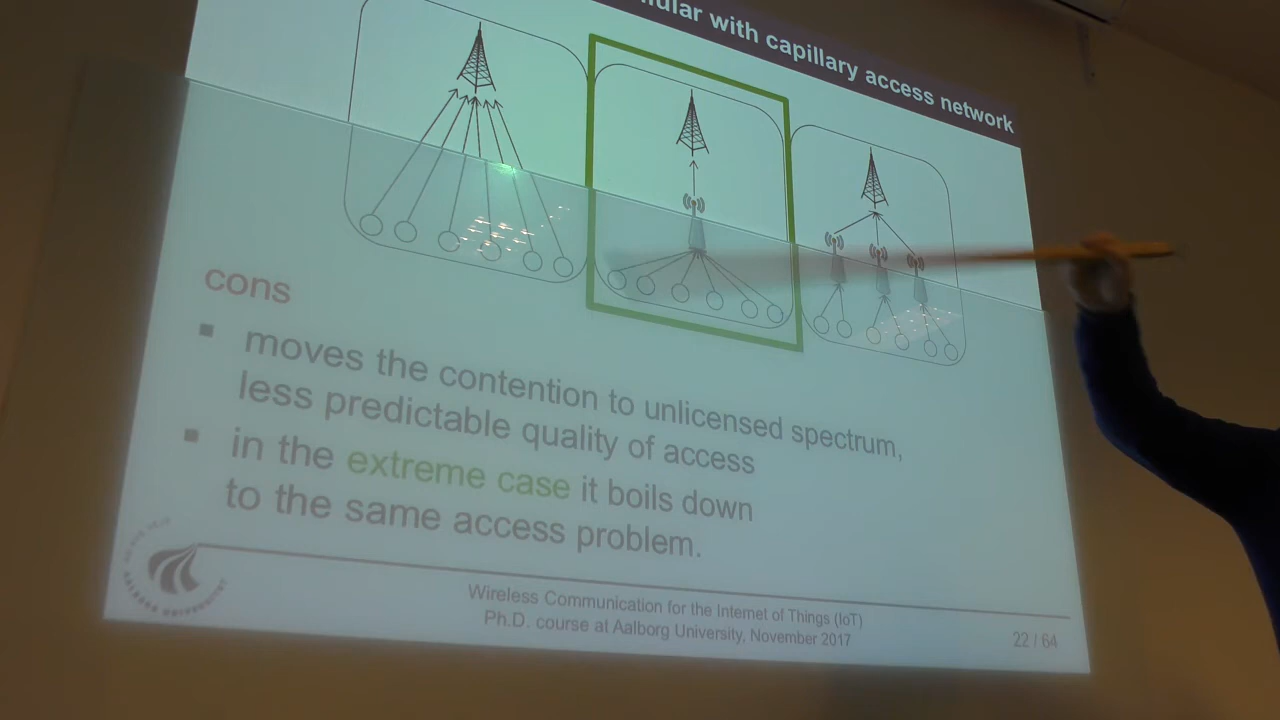 with capillary access network
cons
▪ moves the contention to unlicensed spectrum,
less predictable quality of access
▪ in the extreme case it boils down
to the same access problem.
Wireless Communication for the Internet of Things (IoT)
Ph.D. course at Aalborg University, November 2017
22 / 64